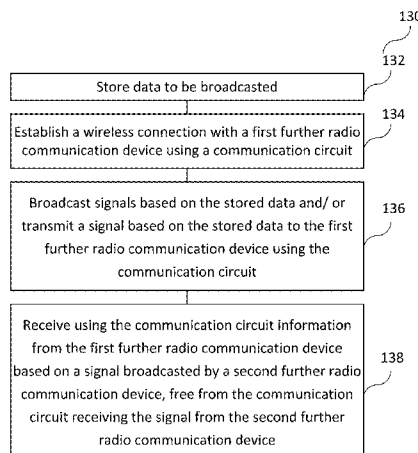 130
132
Store data to be broadcasted
134
Establish a wireless connection with a first further radio
communication device using a communication circuit
Broadcast signals based on the stored data and/ or
transmit a signal based on the stored data to the first
further radio communication device using the
communication circuit
136
Receive using the communication circuit information
from the first further radio communication device
based on a signal broadcasted by a second further radio
communication device, free from the communication
circuit receiving the signal from the second further
radio communication device
138